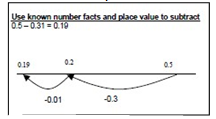 Use known number facts and place value to subtract
0.5 – 0.31 = 0.19
0.19 0.2 0.5
-0.01 -0.3